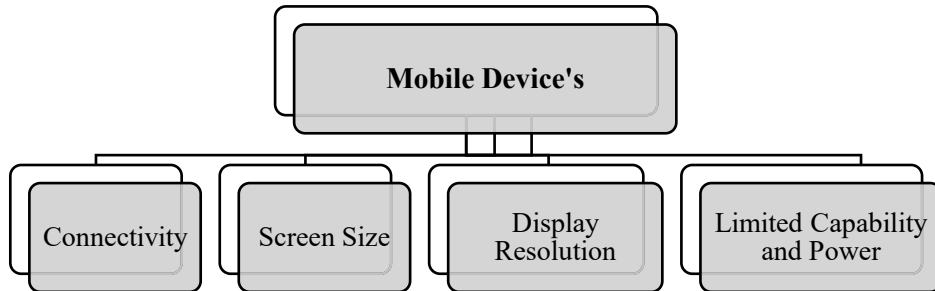 Mobile Device's
Connectivity
Screen Size
Display
Resolution
Limited Capability
and Power